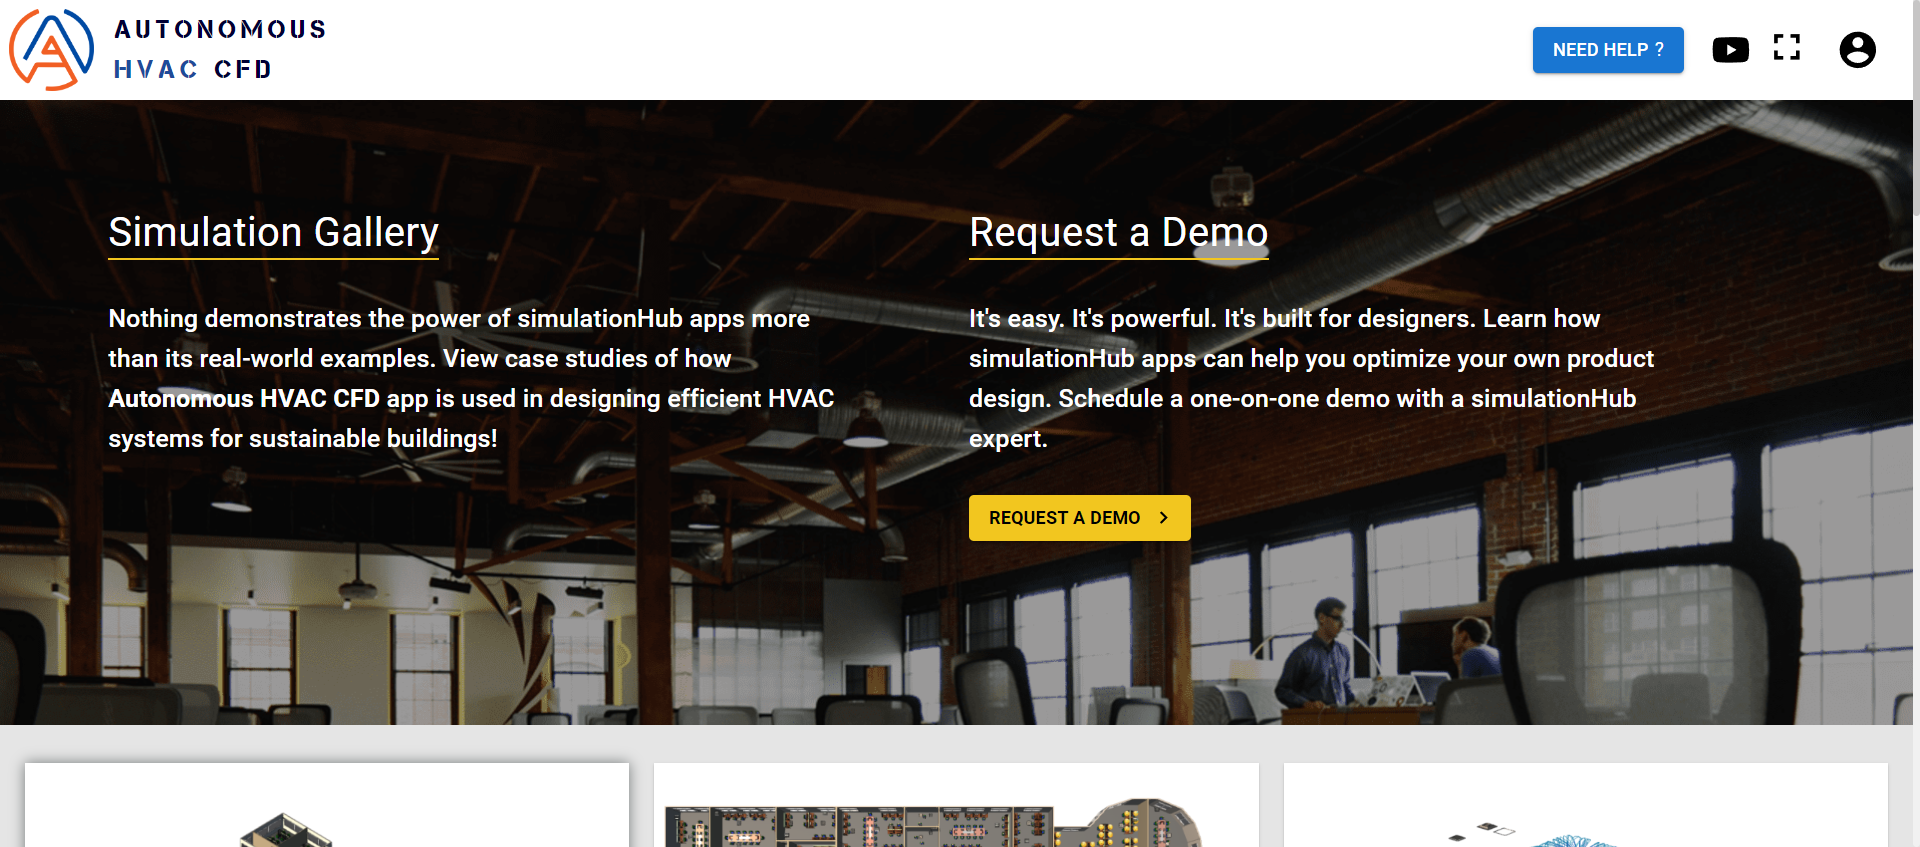 AUTONOMOUS
HVAC CFD
NEED HELP ?
Simulation Gallery
Nothing demonstrates the power of simulationHub apps more
than its real-world examples. View case studies of how
Autonomous HVAC CFD app is used in designing efficient HVAC
systems for sustainable buildings!
Request a Demo
It's easy. It's powerful. It's built for designers. Learn how
simulationHub apps can help you optimize your own product
design. Schedule a one-on-one demo with a simulationHub
expert.
REQUEST A DEMO